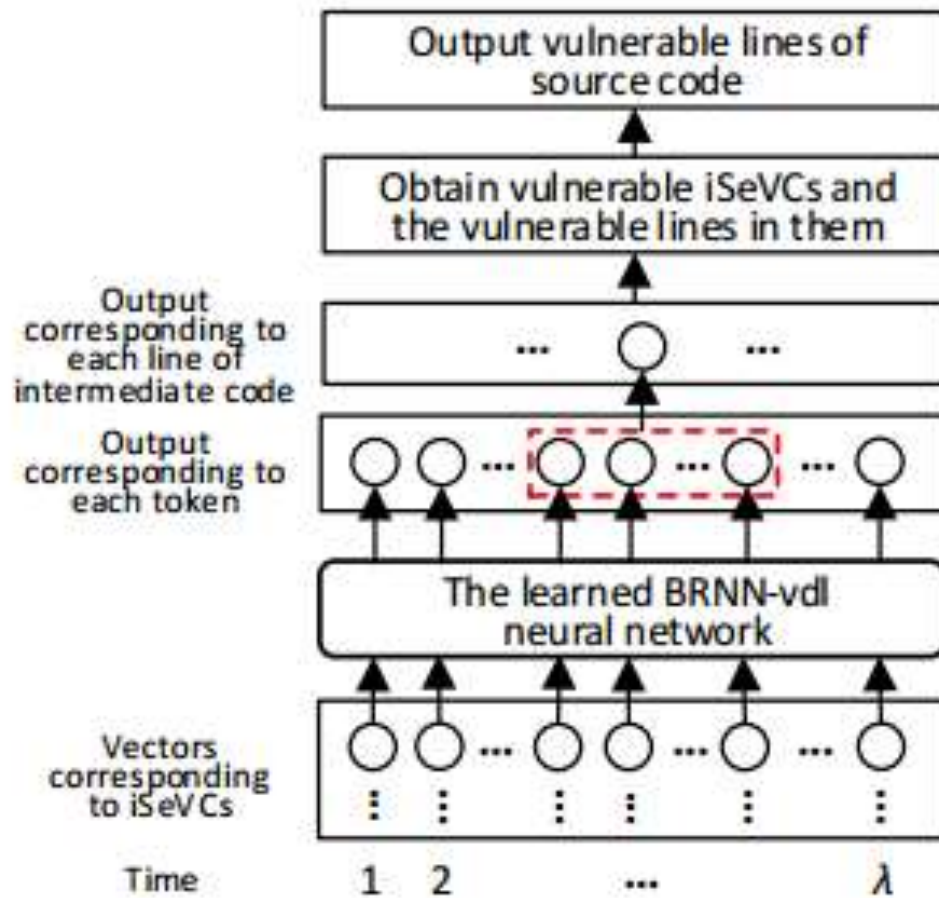 Output vulnerable lines of
source code
Obtain vulnerable iSeVCs and
the vulnerable lines in them
Output
corresponding to
each line of
intermediate code
... ...
Output
corresponding to
each token
... ... ...
The learned BRNN-vdl
neural network
Vectors
corresponding
to iSeVCs
... ... ...
Time 1 2 ... λ